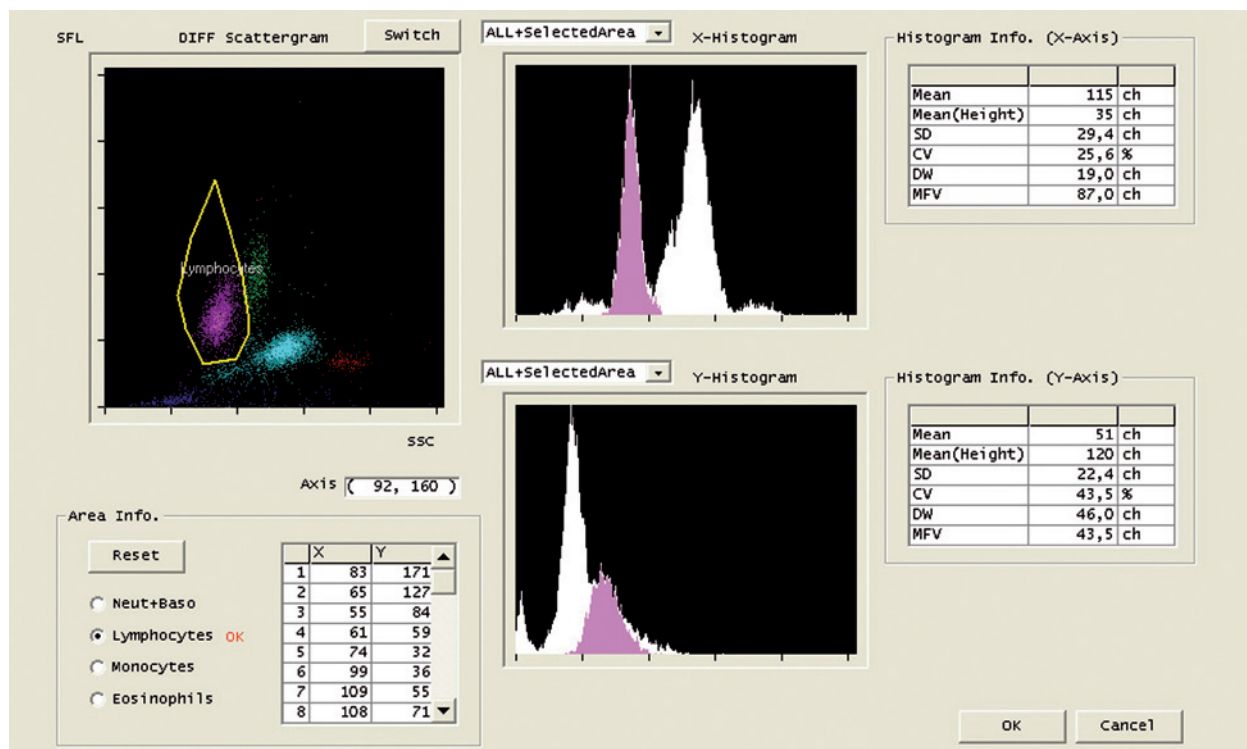 SFL DIFF Scattergram Switch
Lymphocytes
SSC
Axis ( 92, 160 )
Area Info.
Reset
Neut+Baso
Lymphocytes OK
Monocytes
Eosinophils
X Y
1 83 171
2 65 127
3 55 84
4 61 59
5 74 32
6 99 36
7 109 55
8 108 71
ALL+SelectedArea X-Histogram
ALL+SelectedArea Y-Histogram
Histogram Info. (X-Axis)
Mean 115 ch
Mean(Height) 35 ch
SD 29,4 ch
CV 25,6 %
DW 19,0 ch
MFV 87,0 ch
Histogram Info. (Y-Axis)
Mean 51 ch
Mean(Height) 120 ch
SD 22,4 ch
CV 43,5 %
DW 46,0 ch
MFV 43,5 ch
OK Cancel